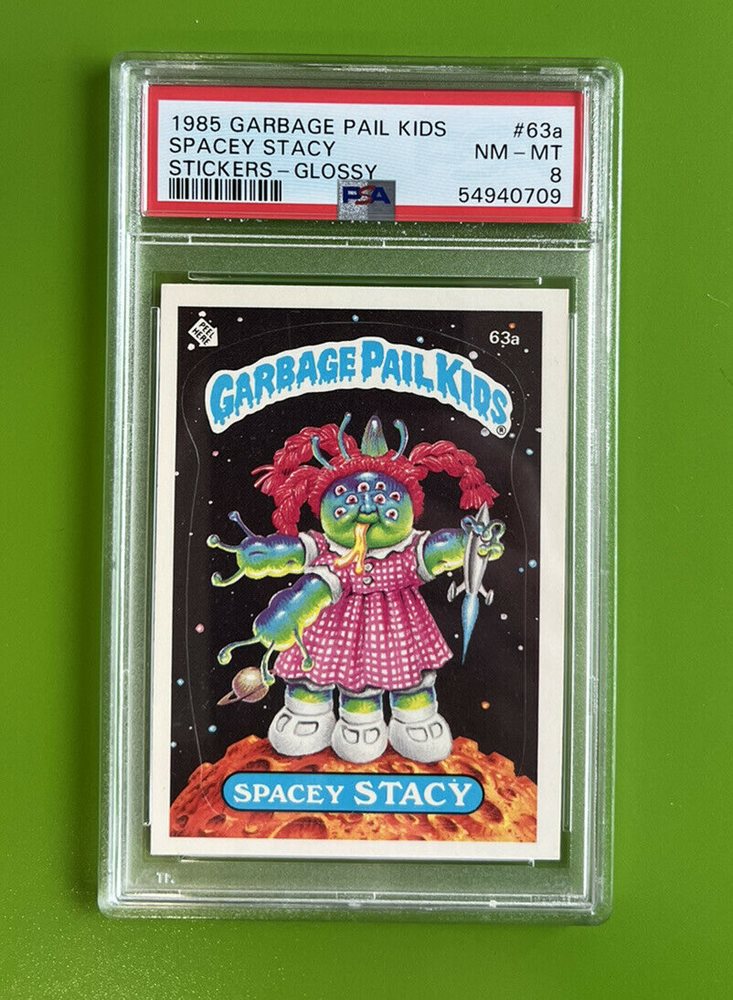 1985 GARBAGE PAIL KIDS #63a
SPACEY STACY NM-MT
STICKERS-GLOSSY 8
PSA 54940709
PEEL HERE
63a
GARBAGE PAIL KIDS®
SPACEY STACY